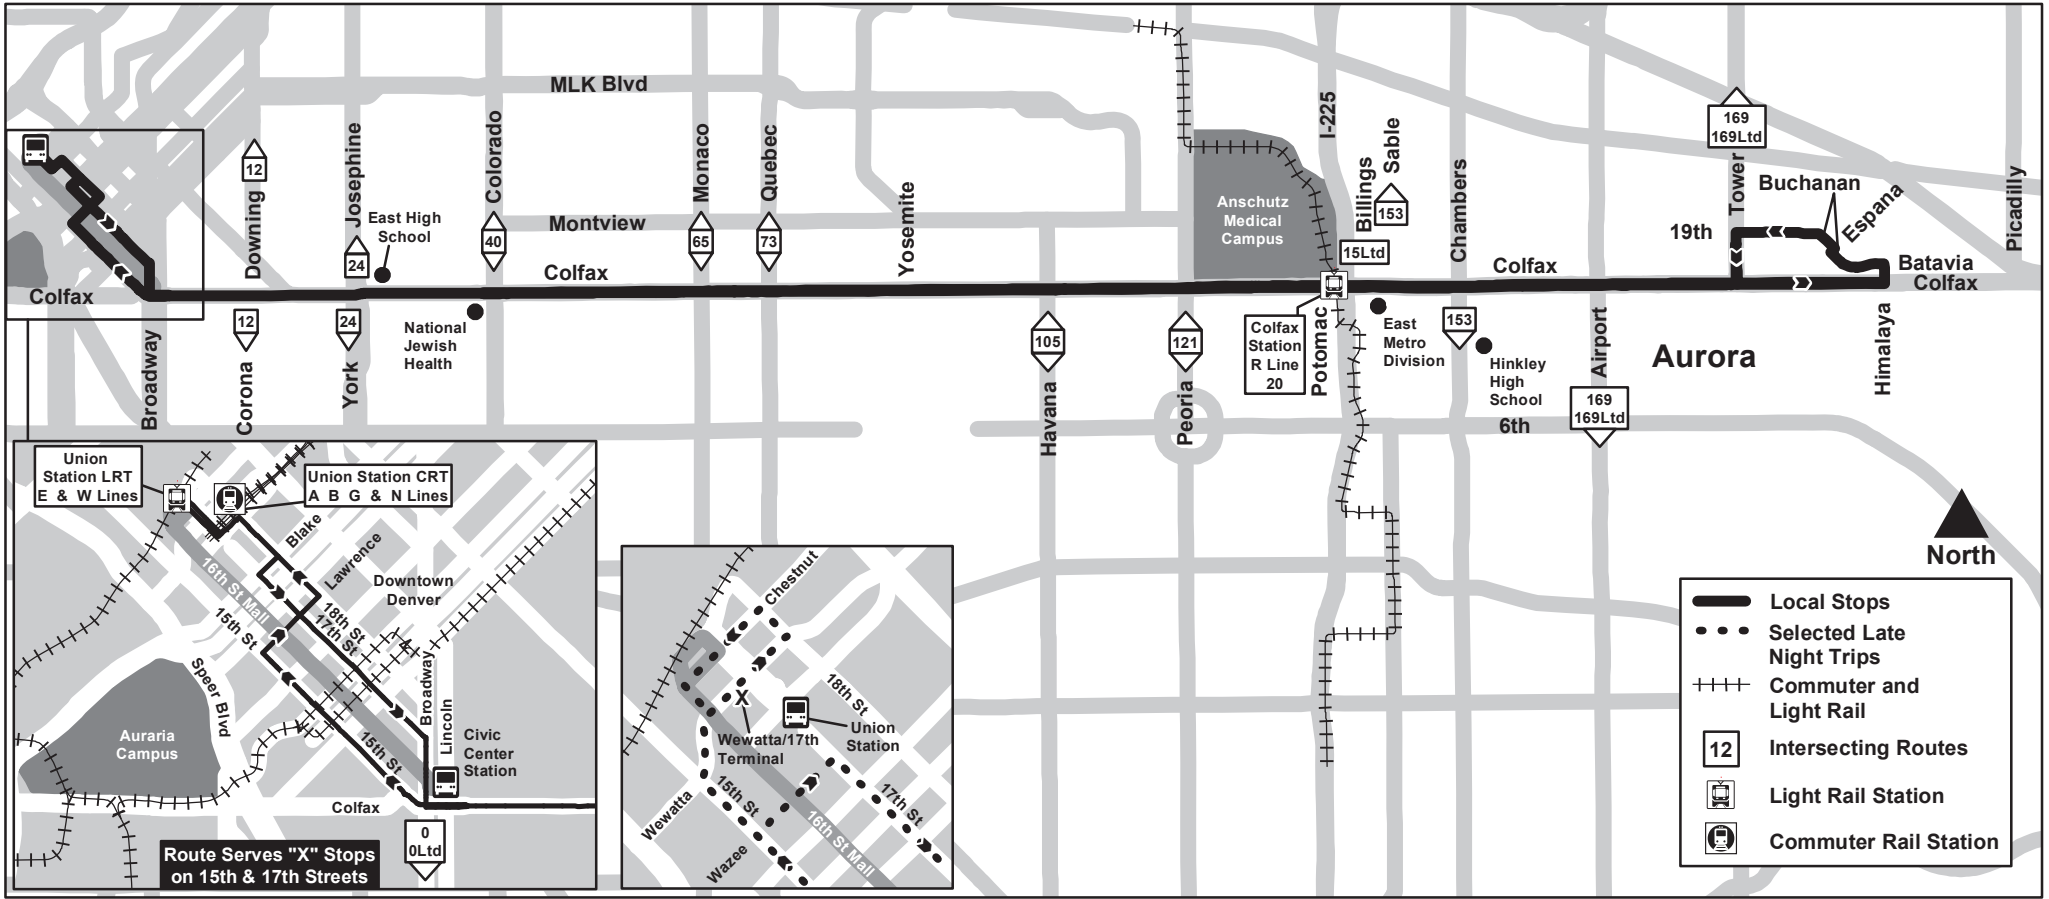 MLK Blvd
Montview
Colfax
Colfax
Colfax
Colfax
12
Downing
Josephine
24
East High
School
Colorado
40
Monaco
65
Quebec
73
Yosemite
Anschutz
Medical
Campus
I-225
Billings
Sable
153
15Ltd
Chambers
169
169Ltd
Tower
Buchanan
Espana
19th
Batavia
Picadilly
Broadway
12
Corona
24
York
National
Jewish
Health
105
Havana
121
Peoria
Colfax
Station
R Line
20
Potomac
East
Metro
Division
153
Hinkley
High
School
Airport
169
169Ltd
Aurora
Himalaya
6th
North
Union
Station LRT
E & W Lines
Union Station CRT
A B G & N Lines
Blake
Lawrence
Downtown
Denver
16th St Mall
15th St
18th St
17th St
Speer Blvd
Broadway
Lincoln
Civic
Center
Station
Auraria
Campus
15th St
Colfax
0
0Ltd
Route Serves "X" Stops
on 15th & 17th Streets
Chestnut
18th St
X
Union
Station
Wewatta/17th
Terminal
Wewatta
15th St
17th St
16th St Mall
Wazee
Local Stops
Selected Late
Night Trips
Commuter and
Light Rail
12
Intersecting Routes
Light Rail Station
Commuter Rail Station